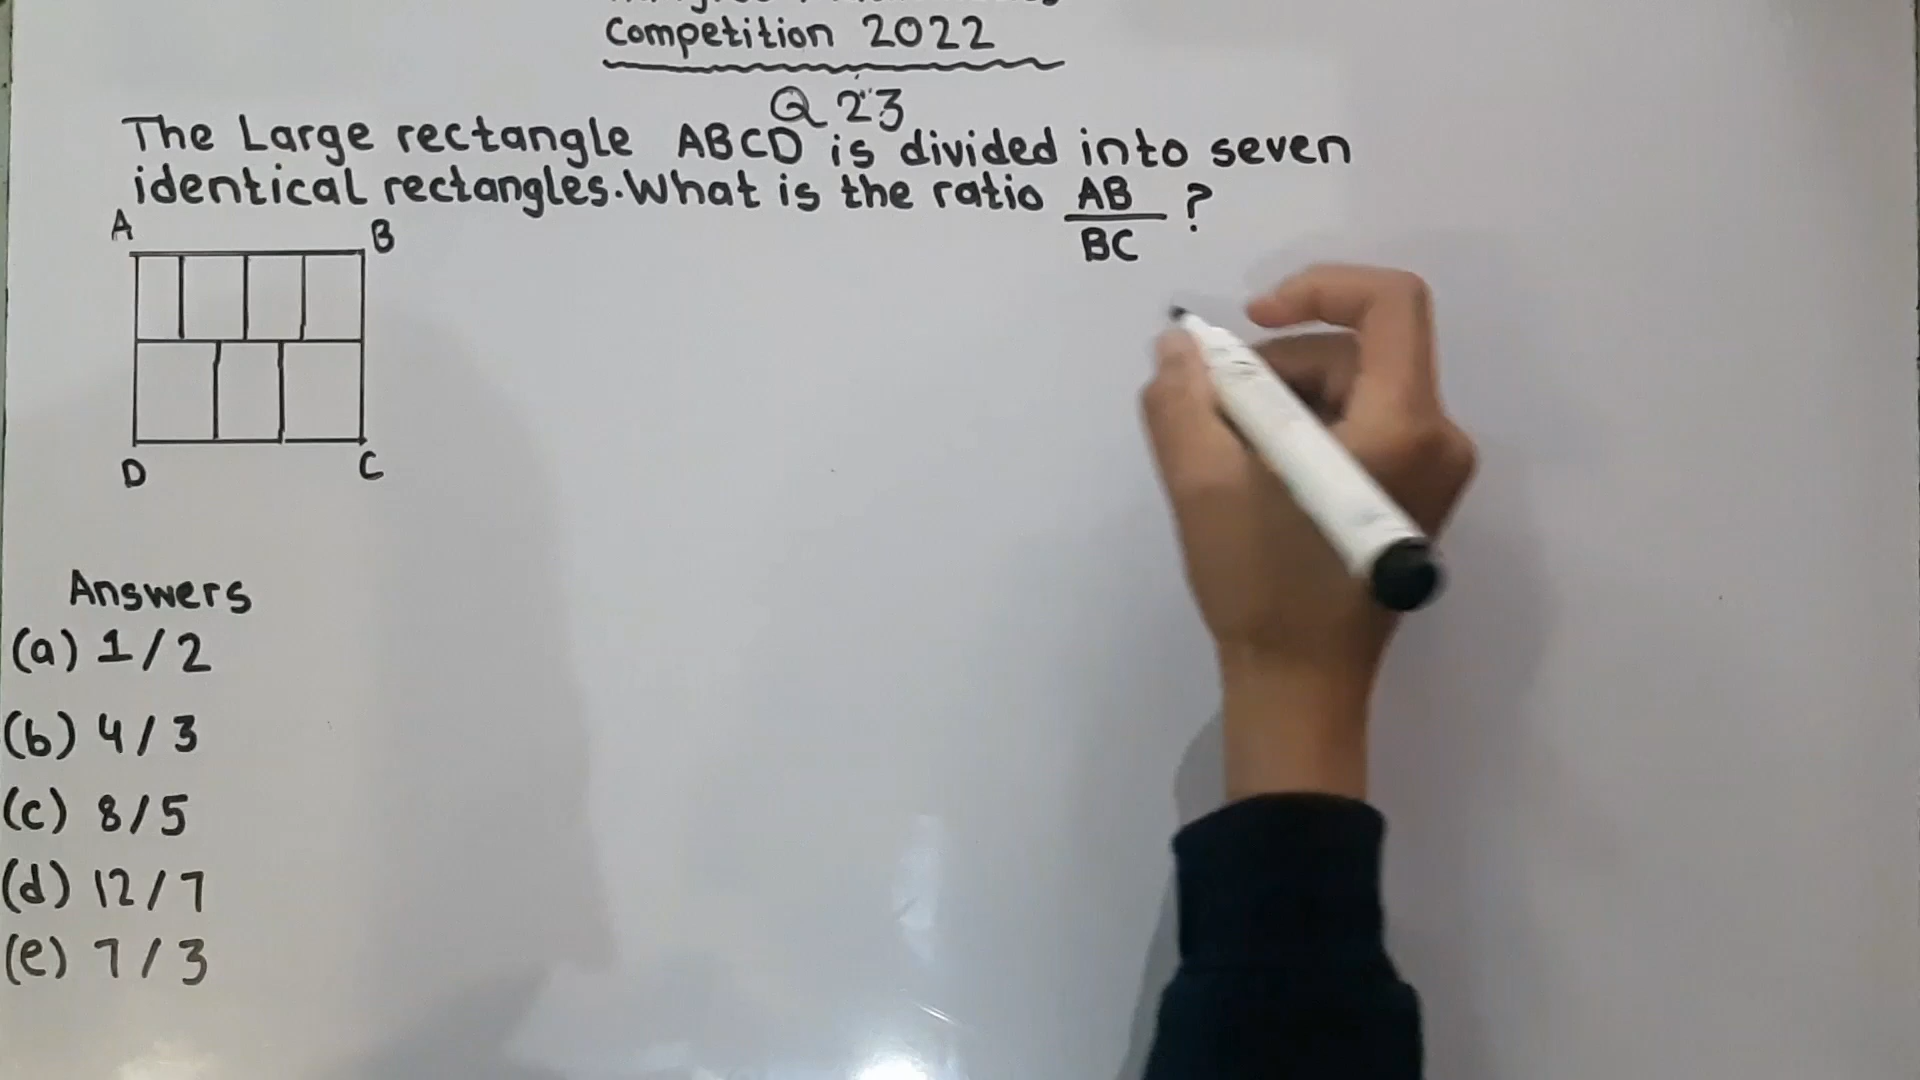 Competition 2022
Q 23
The Large rectangle ABCD is divided into seven
identical rectangles. What is the ratio AB
BC ?
A
B
D
C
Answers
(a) 1/2
(b) 4/3
(c) 8/5
(d) 12/7
(e) 7/3